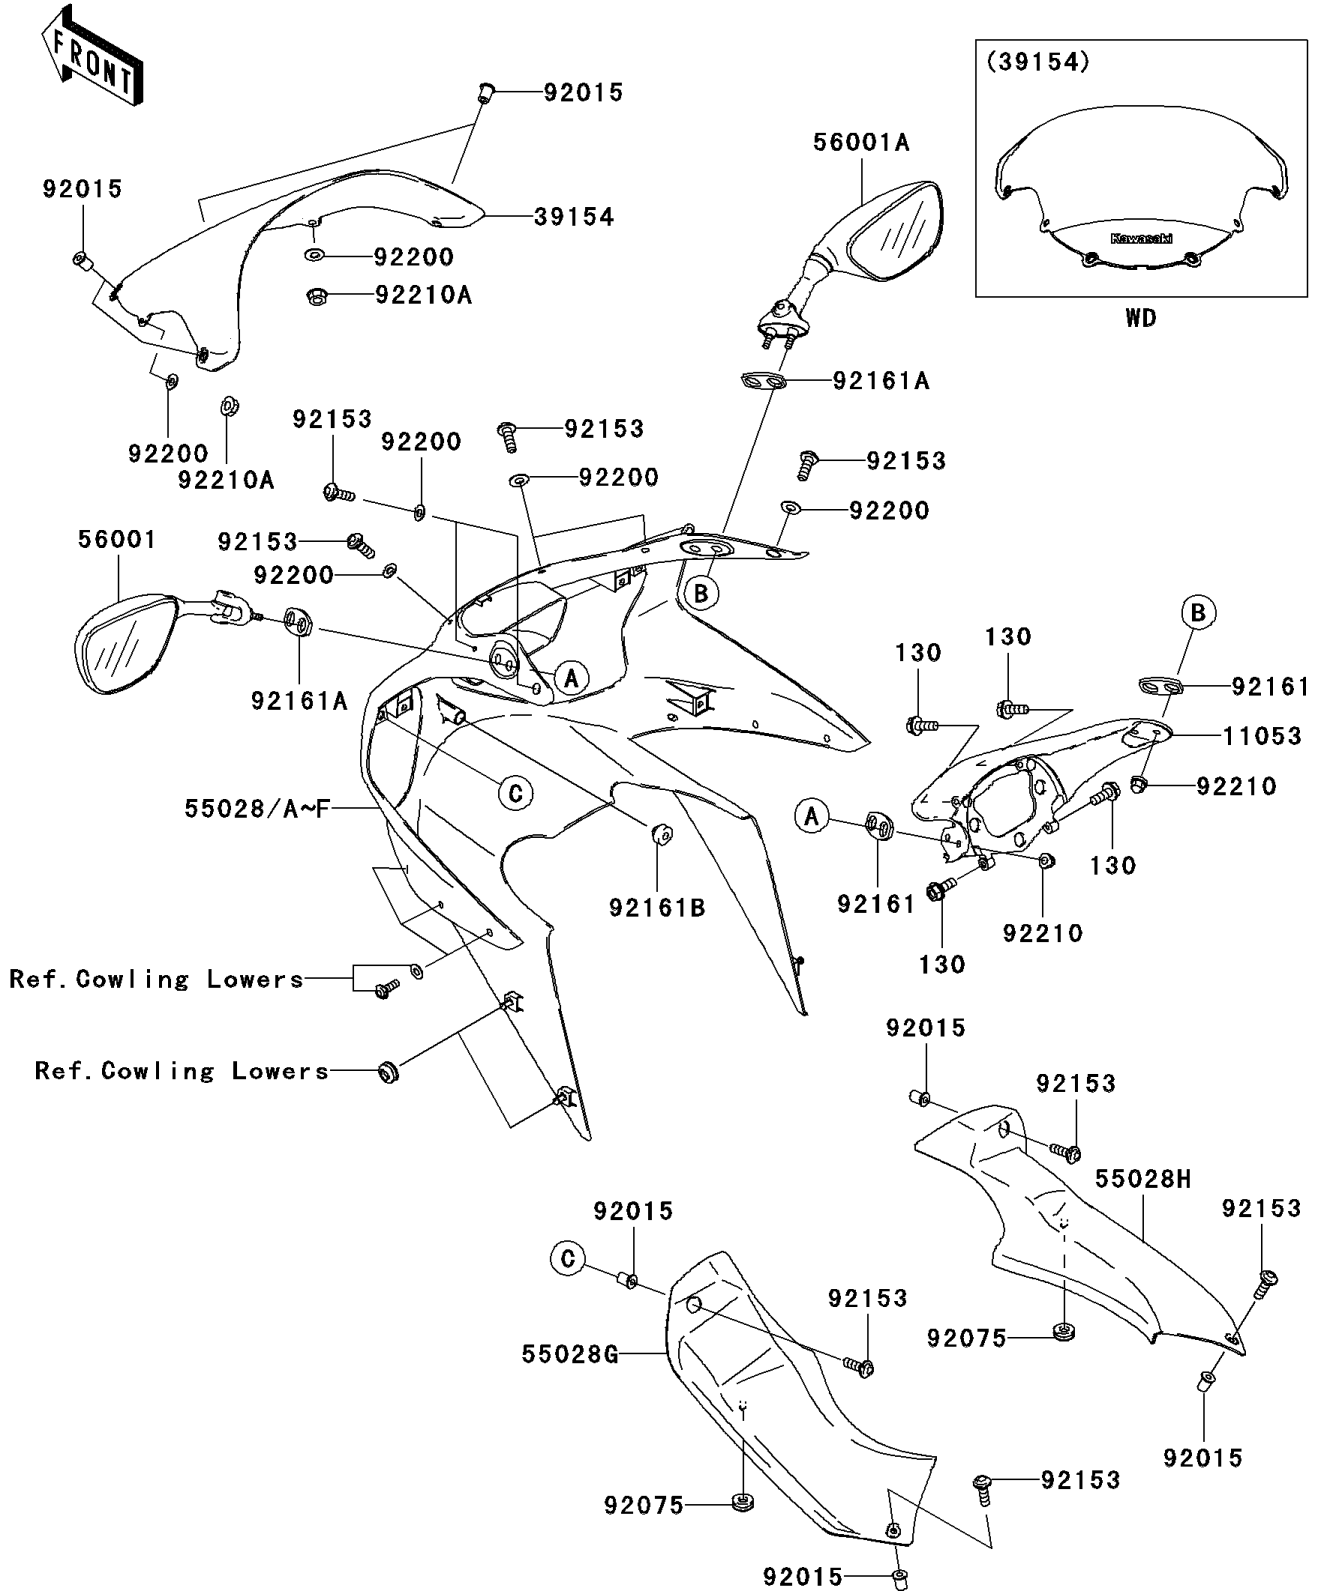 FRONT
92015
(39154)
56001A
92015
39154
92200
Kawasaki
92210A
WD
92161A
92153
92153
92200
92153
92200
92200
92210A
92200
56001
92153
92200
B
B
130
130
A
92161
92161A
11053
C
92210
55028/A~F
A
130
92161
92161B
92210
130
Ref.Cowling Lowers
92015
Ref.Cowling Lowers
92153
55028H
92015
92153
C
92153
92075
55028G
92015
92153
92075
92015